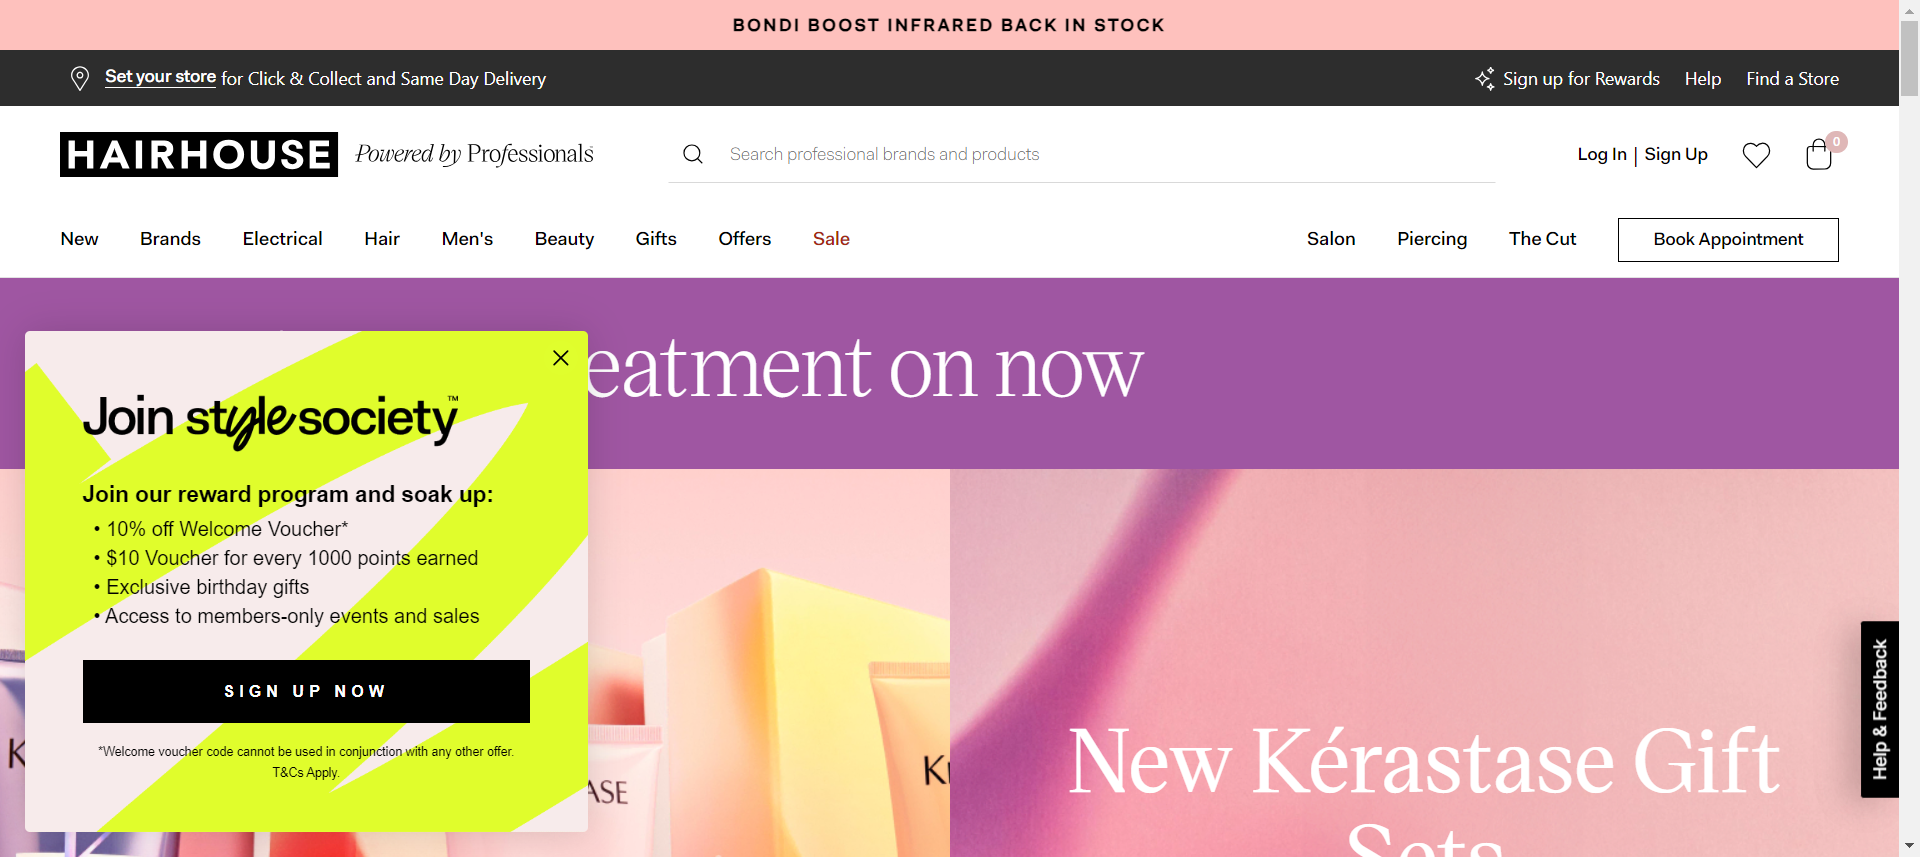 BONDI BOOST INFRARED BACK IN STOCK
Set your store for Click & Collect and Same Day Delivery
Sign up for Rewards Help Find a Store
HAIRHOUSE Powered by Professionals
Search professional brands and products
Log In | Sign Up
0
New Brands Electrical Hair Men's Beauty Gifts Offers Sale
Salon Piercing The Cut Book Appointment
eatment on now
Join stylesociety™
Join our reward program and soak up:
• 10% off Welcome Voucher*
• $10 Voucher for every 1000 points earned
• Exclusive birthday gifts
• Access to members-only events and sales
SIGN UP NOW
*Welcome voucher code cannot be used in conjunction with any other offer.
T&Cs Apply.
K
ASE
K
New Kérastase Gift
Sets
Help & Feedback